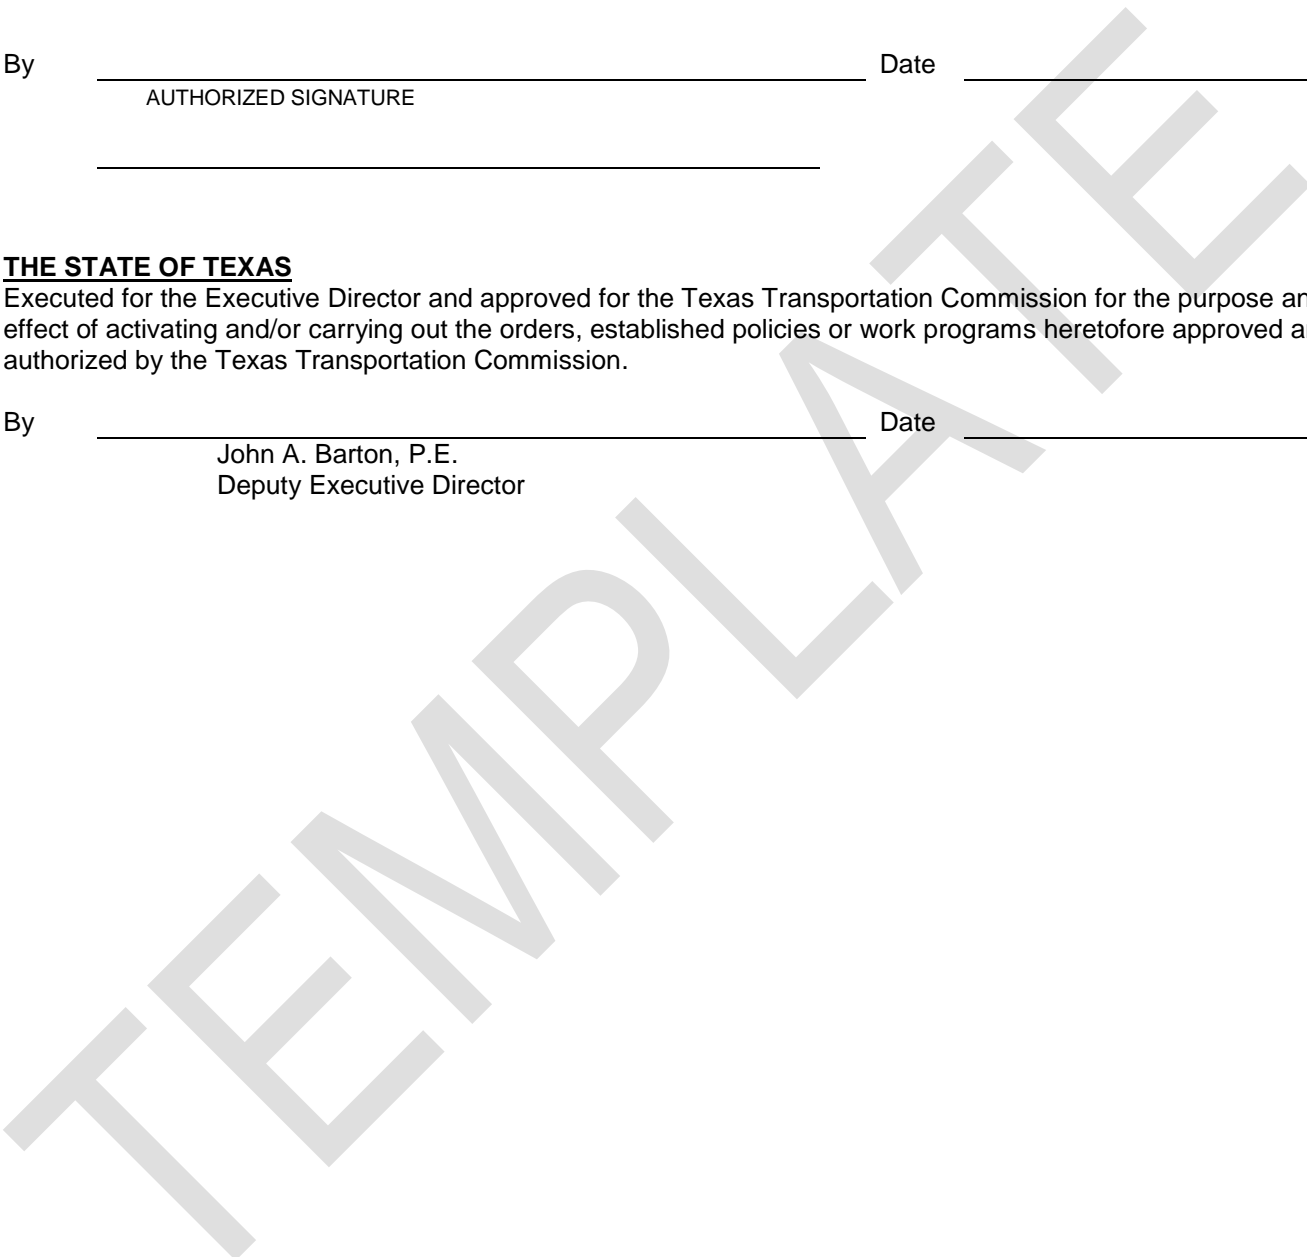 By Date
AUTHORIZED SIGNATURE
THE STATE OF TEXAS
Executed for the Executive Director and approved for the Texas Transportation Commission for the purpose
effect of activating and/or carrying out the orders, established policies or work programs heretofore approved
authorized by the Texas Transportation Commission.
By Date
John A. Barton, P.E.
Deputy Executive Director
TEMPLATE